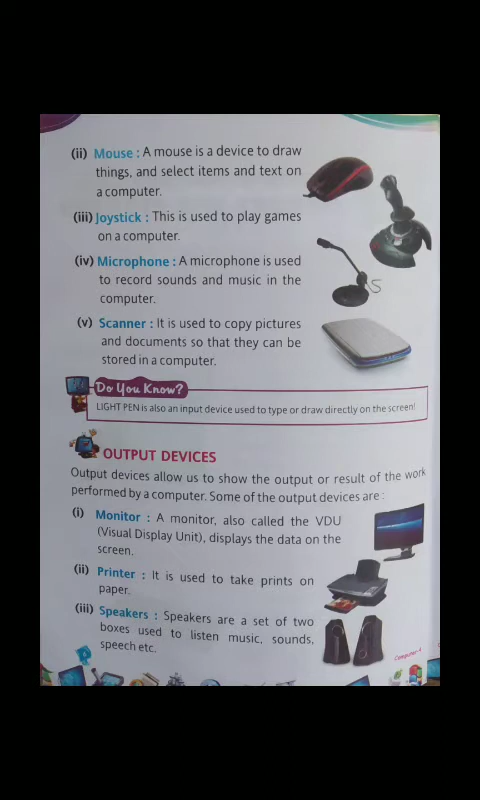 (ii) Mouse : A mouse is a device to draw
things, and select items and text on
a computer.
(iii) Joystick : This is used to play games
on a computer.
(iv) Microphone : A microphone is used
to record sounds and music in the
computer.
(v) Scanner : It is used to copy pictures
and documents so that they can be
stored in a computer.
Do You Know?
LIGHT PEN is also an input device used to type or draw directly on the screen!
OUTPUT DEVICES
Output devices allow us to show the output or result of the work
performed by a computer. Some of the output devices are :
(i) Monitor : A monitor, also called the VDU
(Visual Display Unit), displays the data on the
screen.
(ii) Printer : It is used to take prints on
paper.
(iii) Speakers : Speakers are a set of two
boxes used to listen music, sounds,
speech etc.